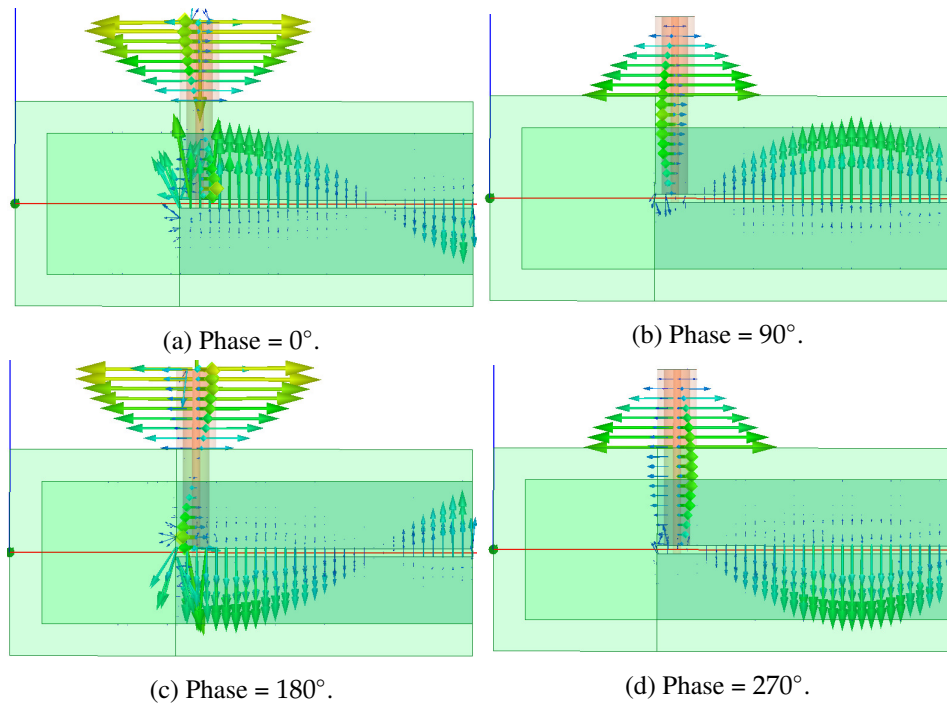 (a) Phase = 0°.
(b) Phase = 90°.
(c) Phase = 180°.
(d) Phase = 270°.